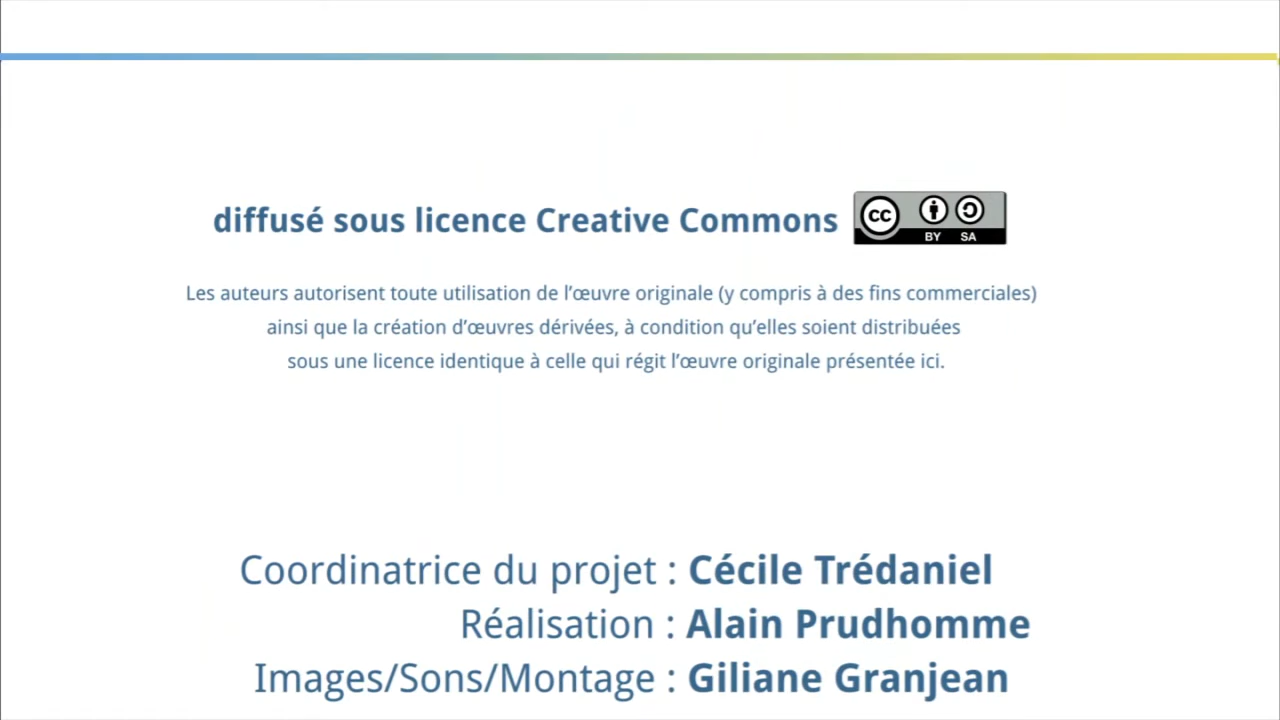 diffusé sous licence Creative Commons
CC BY SA
Les auteurs autorisent toute utilisation de l’œuvre originale (y compris à des fins commerciales)
ainsi que la création d’œuvres dérivées, à condition qu’elles soient distribuées
sous une licence identique à celle qui régit l’œuvre originale présentée ici.
Coordinatrice du projet : Cécile Trédaniel
Réalisation : Alain Prudhomme
Images/Sons/Montage : Giliane Granjean